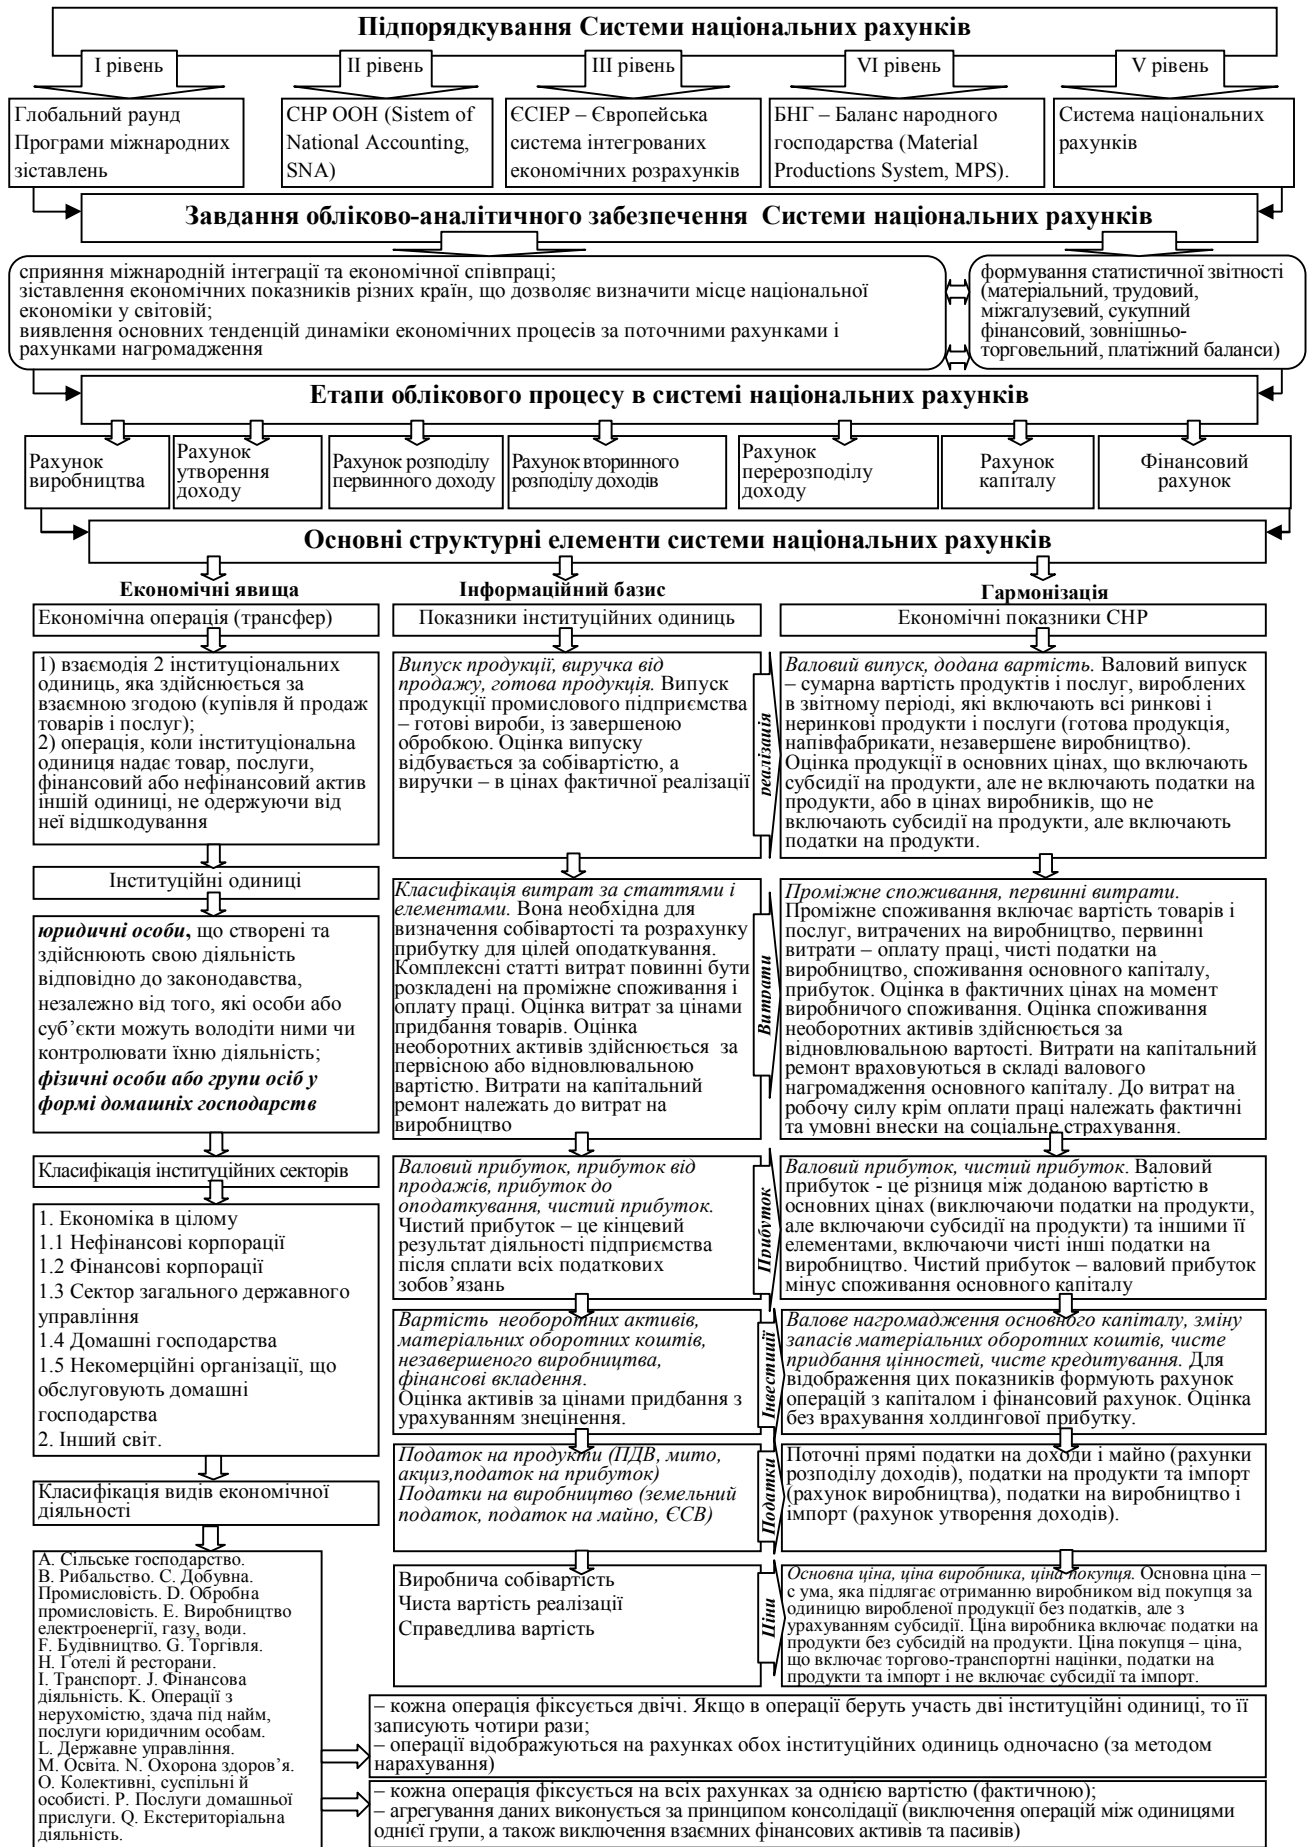 Підпорядкування Системи національних рахунків
І рівень
ІІ рівень
ІІІ рівень
VI рівень
V рівень
Глобальний раунд
Програми міжнародних
зіставлень
СНР ООН (Sistem of
National Accounting,
SNA)
ЄСІЕР – Європейська
система інтегрованих
економічних розрахунків
БНГ – Баланс народного
господарства (Material
Productions System, MPS).
Система національних
рахунків
Завдання обліково-аналітичного забезпечення Системи національних рахунків
сприяння міжнародній інтеграції та економічної співпраці;
зіставлення економічних показників різних країн, що дозволяє визначити місце національної
економіки у світовій;
виявлення основних тенденцій динаміки економічних процесів за поточними рахунками і
рахунками нагромадження
формування статистичної звітності
(матеріальний, трудовий,
міжгалузевий, сукупний
фінансовий, зовнішньо-
торговельний, платіжний баланси)
Етапи облікового процесу в системі національних рахунків
Рахунок
виробництва
Рахунок
утворення
доходу
Рахунок розподілу
первинного доходу
Рахунок вторинного
розподілу доходів
Рахунок
перерозподілу
доходу
Рахунок
капіталу
Фінансовий
рахунок
Основні структурні елементи системи національних рахунків
Економічні явища
Економічна операція (трансфер)
1) взаємодія 2 інституціональних
одиниць, яка здійснюється за
взаємною згодою (купівля й продаж
товарів і послуг);
2) операція, коли інституціональна
одиниця надає товар, послуги,
фінансовий або нефінансовий актив
іншій одиниці, не одержуючи від
неї відшкодування
Інституційні одиниці
юридичні особи, що створені та
здійснюють свою діяльність
відповідно до законодавства,
незалежно від того, які особи або
суб’єкти можуть володіти ними чи
контролювати їхню діяльність;
фізичні особи або групи осіб у
формі домашніх господарств
Класифікація інституційних секторів
1. Економіка в цілому
1.1 Нефінансові корпорації
1.2 Фінансові корпорації
1.3 Сектор загального державного
управління
1.4 Домашні господарства
1.5 Некомерційні організації, що
обслуговують домашні
господарства
2. Інший світ.
Класифікація видів економічної
діяльності
А. Сільське господарство.
В. Рибальство. С. Добувна.
Промисловість. D. Обробна
промисловість. Е. Виробництво
електроенергії, газу, води.
F. Будівництво. G. Торгівля.
Н. Готелі й ресторани.
І. Транспорт. J. Фінансова
діяльність. К. Операції з
нерухомістю, здача під найм,
послуги юридичним особам.
L. Державне управління.
М. Освіта. N. Охорона здоров’я.
О. Колективні, суспільні й
особисті. Р. Послуги домашньої
прислуги. Q. Екстериторіальна
діяльність.
Інформаційний базис
Показники інституційних одиниць
Випуск продукції, виручка від
продажу, готова продукція. Випуск
продукції промислового підприємства
– готові вироби, із завершеною
обробкою. Оцінка випуску
відбувається за собівартістю, а
виручки – в цінах фактичної реалізації
Класифікація витрат за статтями і
елементами. Вона необхідна для
визначення собівартості та розрахунку
прибутку для цілей оподаткування.
Комплексні статті витрат повинні бути
розкладені на проміжне споживання і
оплату праці. Оцінка витрат за цінами
придбання товарів. Оцінка
необоротних активів здійснюється за
первісною або відновлювальною
вартістю. Витрати на капітальний
ремонт належать до витрат на
виробництво
Валовий прибуток, прибуток від
продажів, прибуток до
оподаткування, чистий прибуток.
Чистий прибуток – це кінцевий
результат діяльності підприємства
після сплати всіх податкових
зобов’язань
Вартість необоротних активів,
матеріальних оборотних коштів,
незавершеного виробництва,
фінансові вкладення.
Оцінка активів за цінами придбання з
урахуванням знецінення.
Податок на продукти (ПДВ, мито,
акциз,податок на прибуток)
Податки на виробництво (земельний
податок, податок на майно, ЄСВ)
Виробнича собівартість
Чиста вартість реалізації
Справедлива вартість
реалізація
Витрати
Прибуток
Інвестиції
Податки
Ціни
Гармонізація
Економічні показники СНР
Валовий випуск, додана вартість. Валовий випуск
– сумарна вартість продуктів і послуг, вироблених
в звітному періоді, які включають всі ринкові і
неринкові продукти і послуги (готова продукція,
напівфабрикати, незавершене виробництво).
Оцінка продукції в основних цінах, що включають
субсидії на продукти, але не включають податки на
продукти, або в цінах виробників, що не
включають субсидії на продукти, але включають
податки на продукти.
Проміжне споживання, первинні витрати.
Проміжне споживання включає вартість товарів і
послуг, витрачених на виробництво, первинні
витрати – оплату праці, чисті податки на
виробництво, споживання основного капіталу,
прибуток. Оцінка в фактичних цінах на момент
виробничого споживання. Оцінка споживання
необоротних активів здійснюється за
відновлювальною вартості. Витрати на капітальний
ремонт враховуються в складі валового
нагромадження основного капіталу. До витрат на
робочу силу крім оплати праці належать фактичні
та умовні внески на соціальне страхування.
Валовий прибуток, чистий прибуток. Валовий
прибуток - це різниця між доданою вартістю в
основних цінах (виключаючи податки на продукти,
але включаючи субсидії на продукти) та іншими її
елементами, включаючи чисті інші податки на
виробництво. Чистий прибуток – валовий прибуток
мінус споживання основного капіталу
Валове нагромадження основного капіталу, зміну
запасів матеріальних оборотних коштів, чисте
придбання цінностей, чисте кредитування. Для
відображення цих показників формують рахунок
операцій з капіталом і фінансовий рахунок. Оцінка
без врахування холдингового прибутку.
Поточні прямі податки на доходи і майно (рахунки
розподілу доходів), податки на продукти та імпорт
(рахунок виробництва), податки на виробництво і
імпорт (рахунок утворення доходів).
Основна ціна, ціна виробника, ціна покупця. Основна ціна –
с ума, яка підлягає отриманню виробником від покупця за
одиницю виробленої продукції без податків, але з
урахуванням субсидії. Ціна виробника включає податки на
продукти без субсидій на продукти. Ціна покупця – ціна,
що включає торгово-транспортні націнки, податки на
продукти та імпорт і не включає субсидії та імпорт.
– кожна операція фіксується двічі. Якщо в операції беруть участь дві інституційні одиниці, то її
записують чотири рази;
– операції відображуються на рахунках обох інституційних одиниць одночасно (за методом
нарахування)
– кожна операція фіксується на всіх рахунках за однією вартістю (фактичною);
– агрегування даних виконується за принципом консолідації (виключення операцій між одиницями
однієї групи, а також виключення взаємних фінансових активів та пасивів)